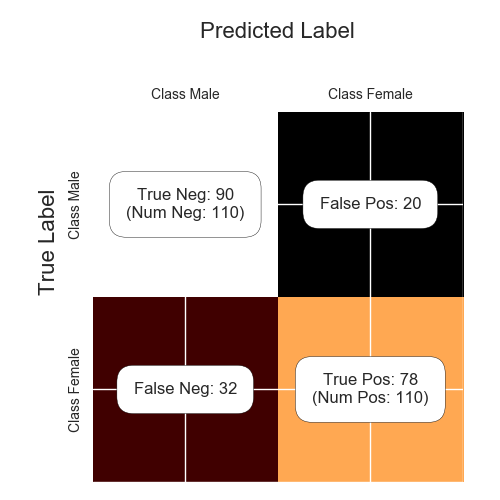 Predicted Label
Class Male
Class Female
True Label
Class Male
True Neg: 90
(Num Neg: 110)
False Pos: 20
Class Female
False Neg: 32
True Pos: 78
(Num Pos: 110)